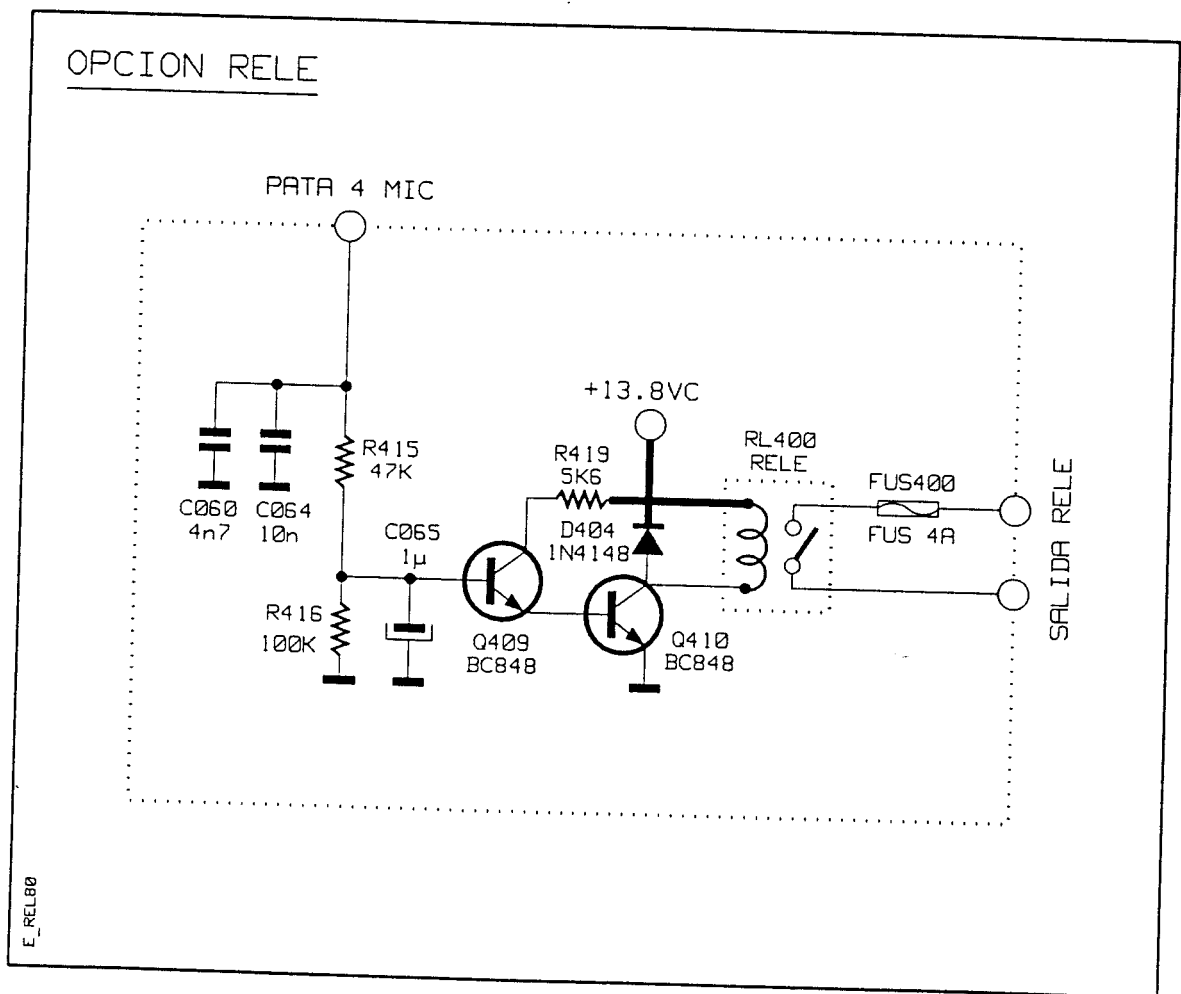 OPCION RELE
PATA 4 MIC
+13.8VC
R415
47K
C060
4n7
C064
10n
R419
5K6
RL400
RELE
FUS400
FUS 4A
D404
1N4148
C065
1µ
R416
100K
Q409
BC848
Q410
BC848
SALIDA RELE
E_REL80